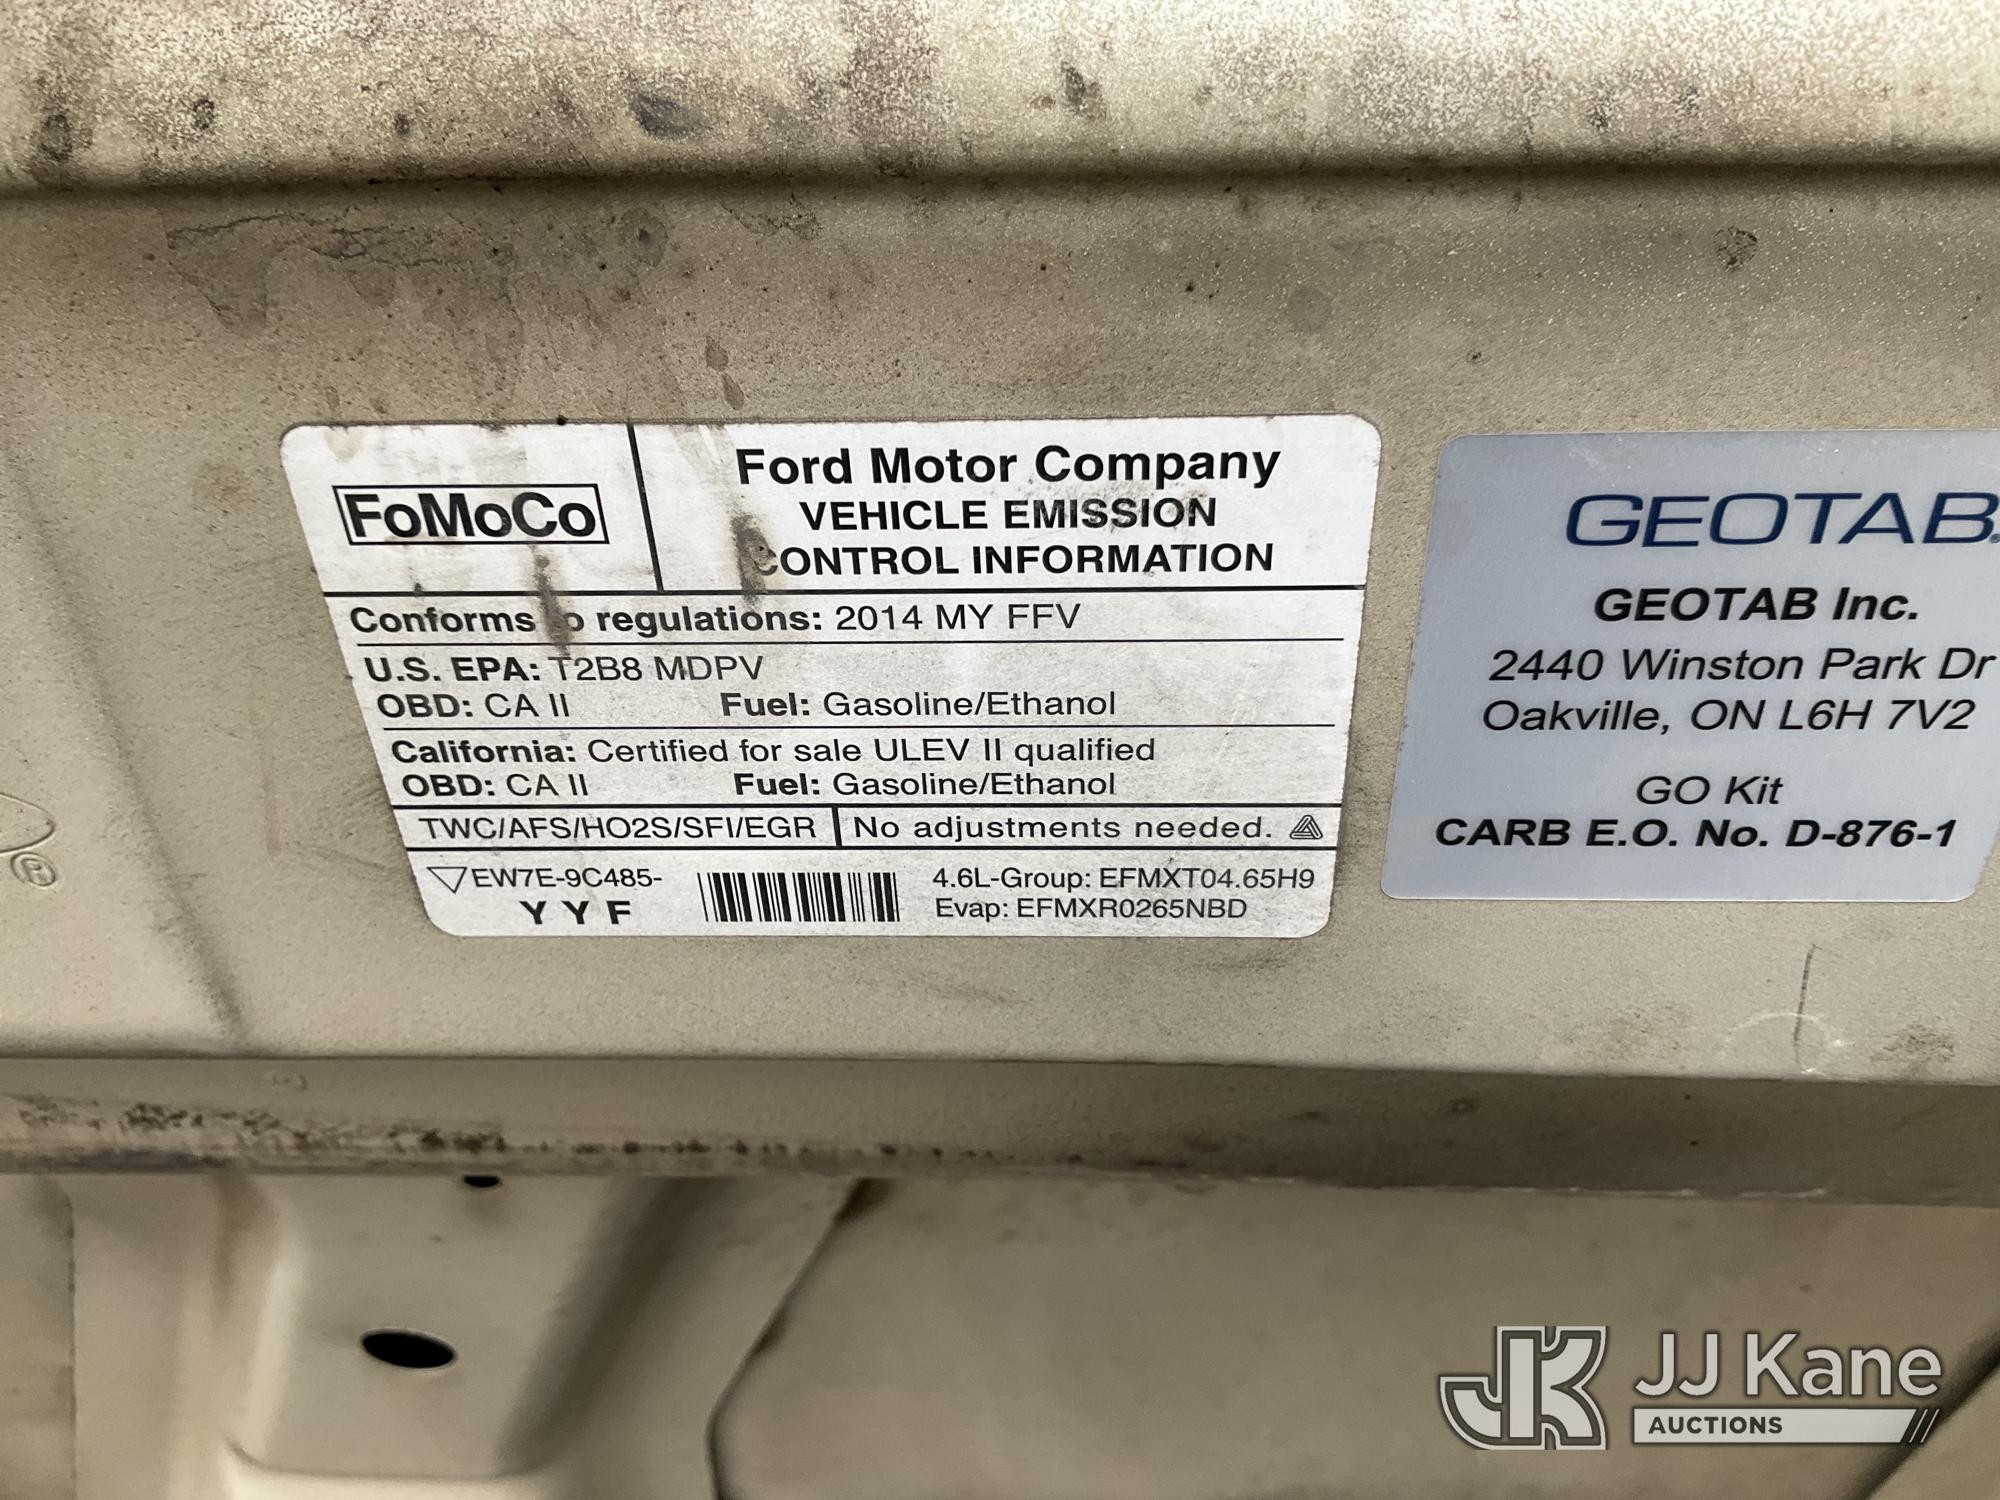 FoMoCo
Ford Motor Company
VEHICLE EMISSION
CONTROL INFORMATION
Conforms to regulations: 2014 MY FFV
U.S. EPA: T2B8 MDPV
OBD: CA II Fuel: Gasoline/Ethanol
California: Certified for sale ULEV II qualified
OBD: CA II Fuel: Gasoline/Ethanol
TWC/AFS/HO2S/SFI/EGR No adjustments needed.
EW7E-9C485-
YYF
4.6L-Group: EFMXT04.65H9
Evap: EFMXR0265NBD
GEOTAB®
GEOTAB Inc.
2440 Winston Park Dr
Oakville, ON L6H 7V2
GO Kit
CARB E.O. No. D-876-1
®
JK JJ Kane
AUCTIONS